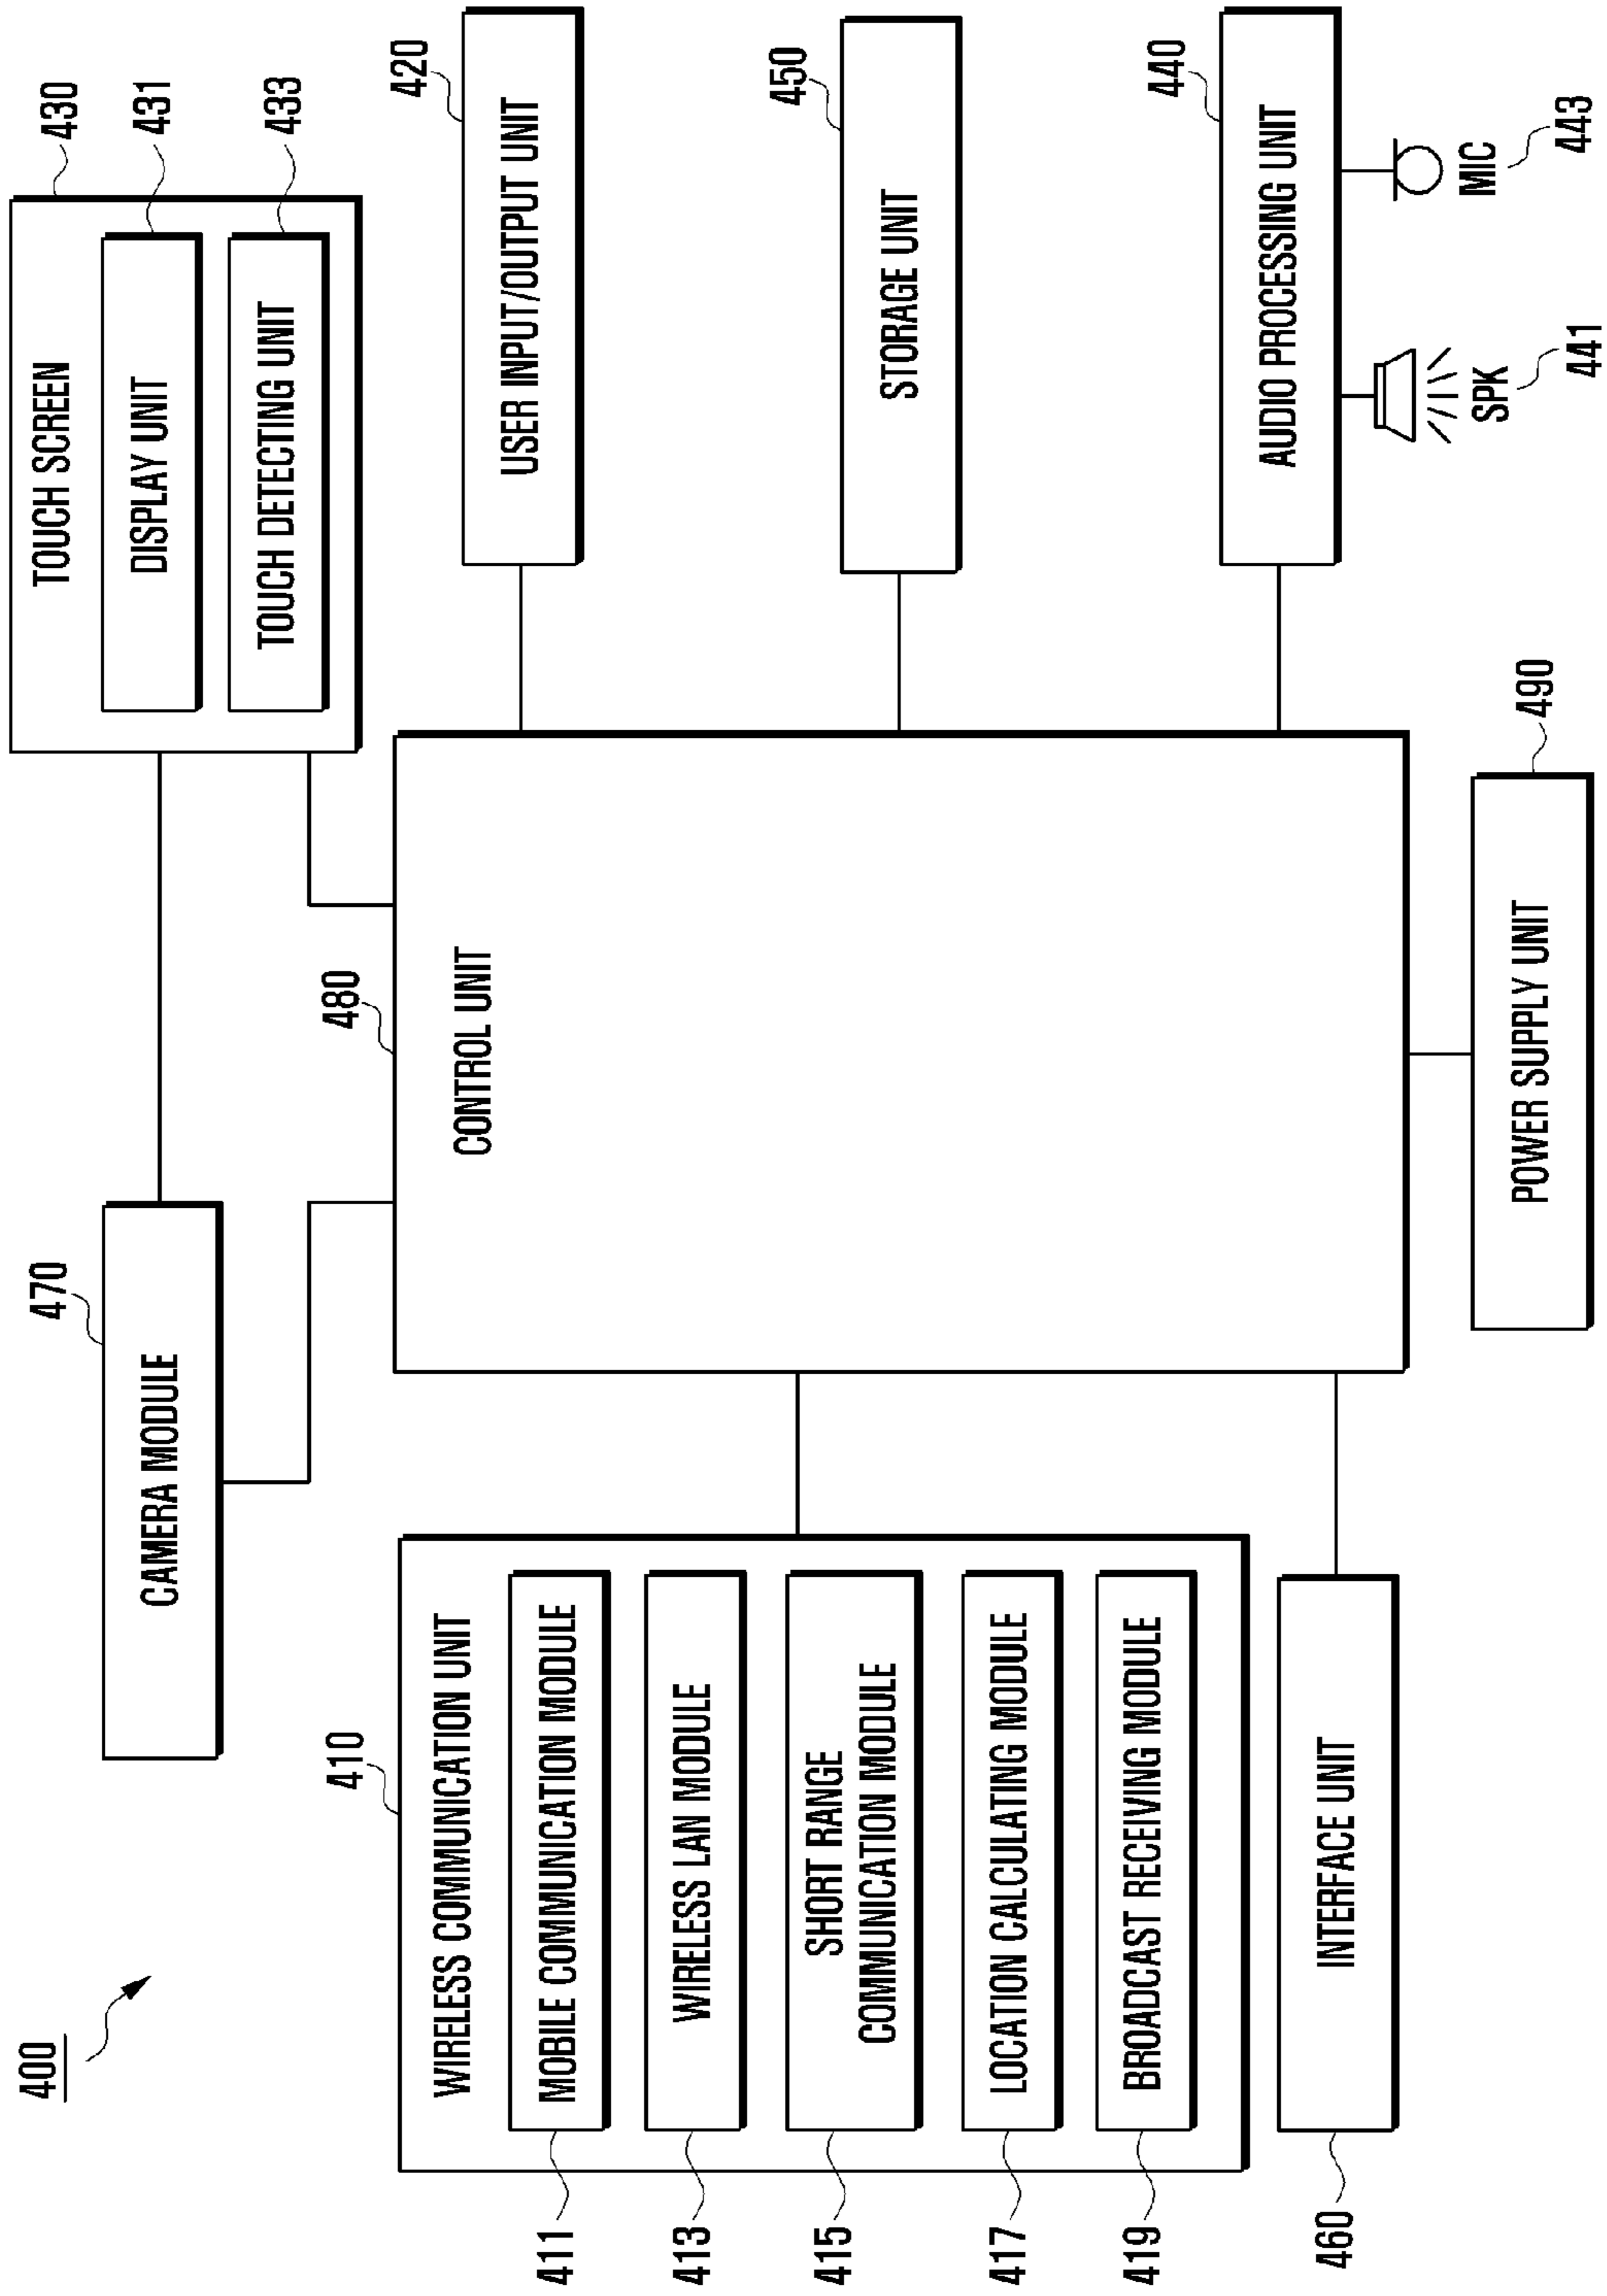 400
470
CAMERA MODULE
430
TOUCH SCREEN
431
DISPLAY UNIT
433
TOUCH DETECTING UNIT
410
WIRELESS COMMUNICATION UNIT
411
MOBILE COMMUNICATION MODULE
413
WIRELESS LAN MODULE
415
SHORT RANGE
COMMUNICATION MODULE
417
LOCATION CALCULATING MODULE
419
BROADCAST RECEIVING MODULE
460
INTERFACE UNIT
480
CONTROL UNIT
420
USER INPUT/OUTPUT UNIT
450
STORAGE UNIT
440
AUDIO PROCESSING UNIT
SPK
441
MIC
443
490
POWER SUPPLY UNIT